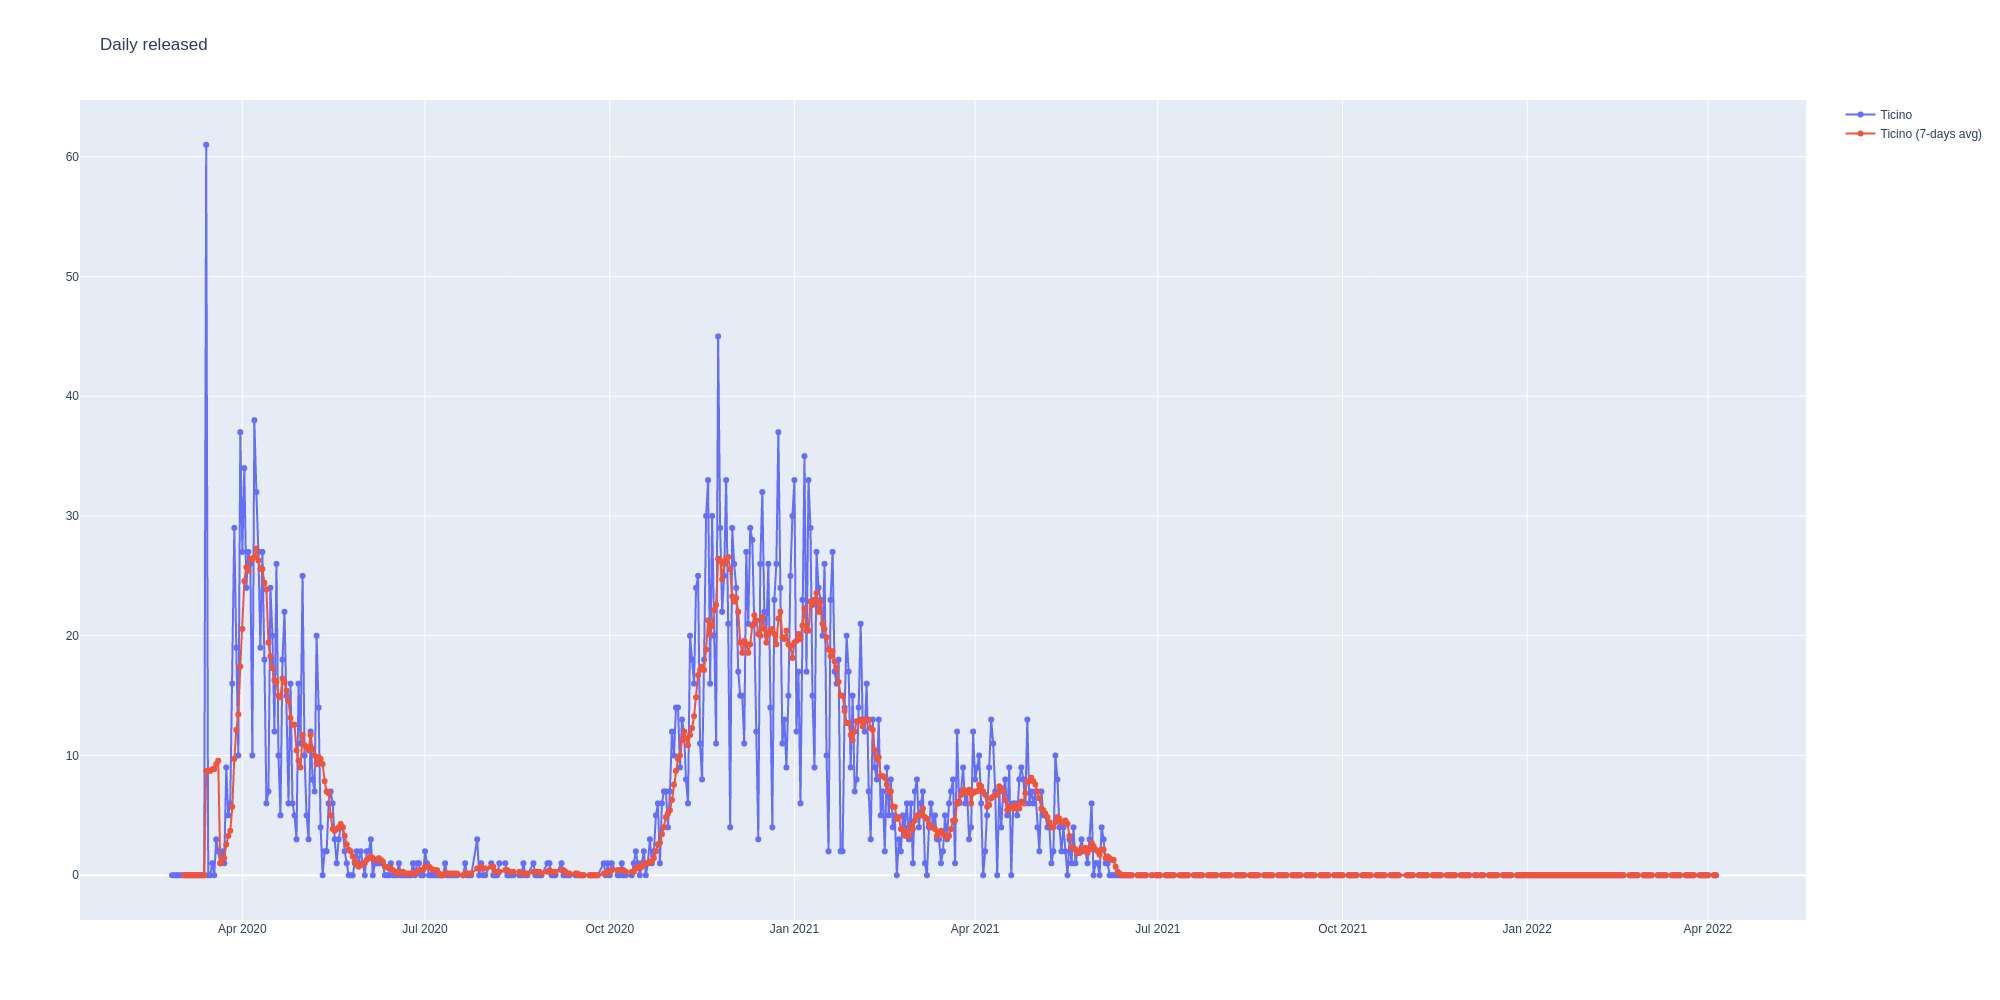 Daily released
Ticino
Ticino (7-days avg)
60
50
40
30
20
10
0
Apr 2020
Jul 2020
Oct 2020
Jan 2021
Apr 2021
Jul 2021
Oct 2021
Jan 2022
Apr 2022